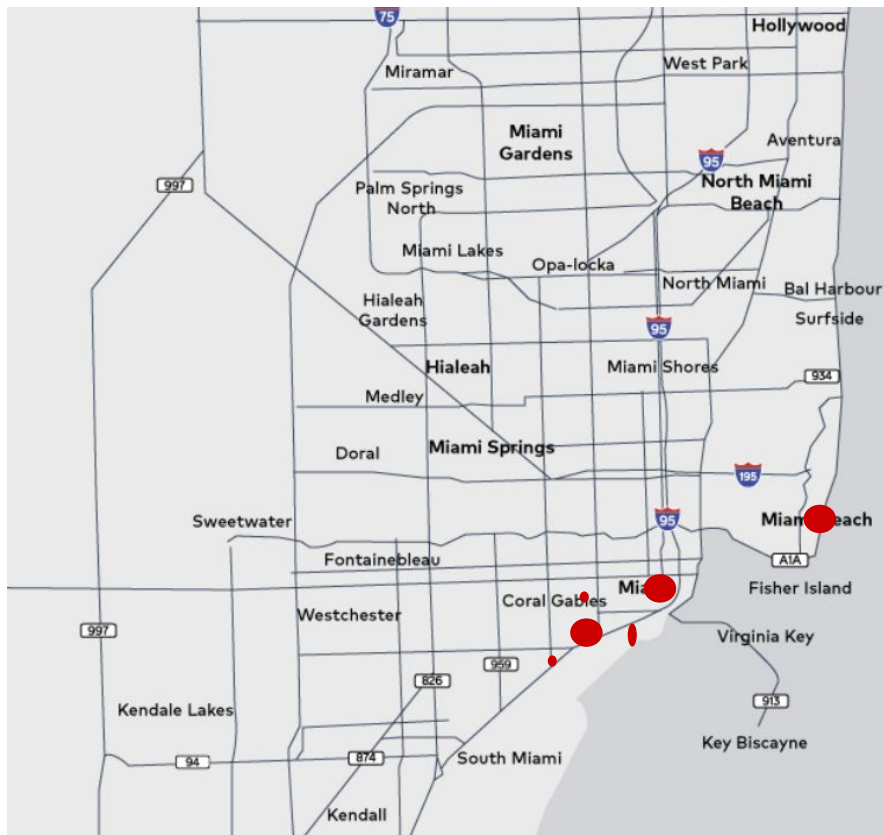 75
Hollywood
Miramar
West Park
Miami
Gardens
Aventura
95
997
Palm Springs
North
North Miami
Beach
Miami Lakes
Opa-locka
North Miami
Bal Harbour
Hialeah
Gardens
Surfside
95
Hialeah
Miami Shores
934
Medley
Miami Springs
Doral
195
Sweetwater
95
Fontainebleau
A1A
Fisher Island
Coral Gables
Westchester
997
Virginia Key
959
826
Kendale Lakes
913
Key Biscayne
94
874
South Miami
Kendall